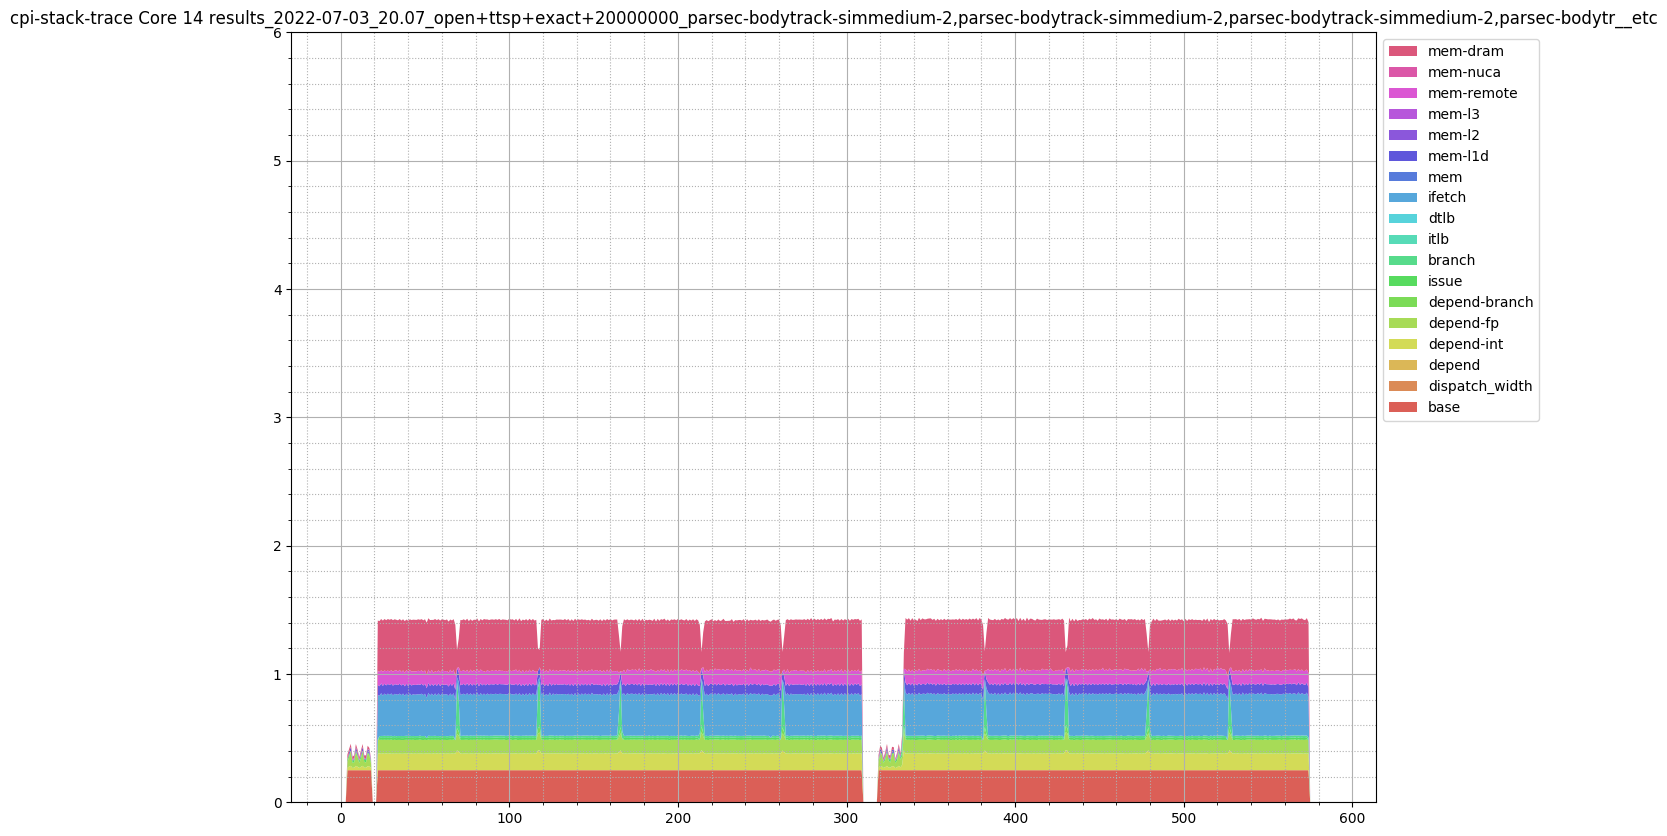 cpi-stack-trace Core 14 results_2022-07-03_20.07_open+ttsp+exact+20000000_parsec-bodytrack-simmedium-2,parsec-bodytrack-simmedium-2,parsec-bodytrack-simmedium-2,parsec-bodytr__etc
6
5
4
3
2
1
0
0 100 200 300 400 500 600
mem-dram
mem-nuca
mem-remote
mem-l3
mem-l2
mem-l1d
mem
ifetch
dtlb
itlb
branch
issue
depend-branch
depend-fp
depend-int
depend
dispatch_width
base